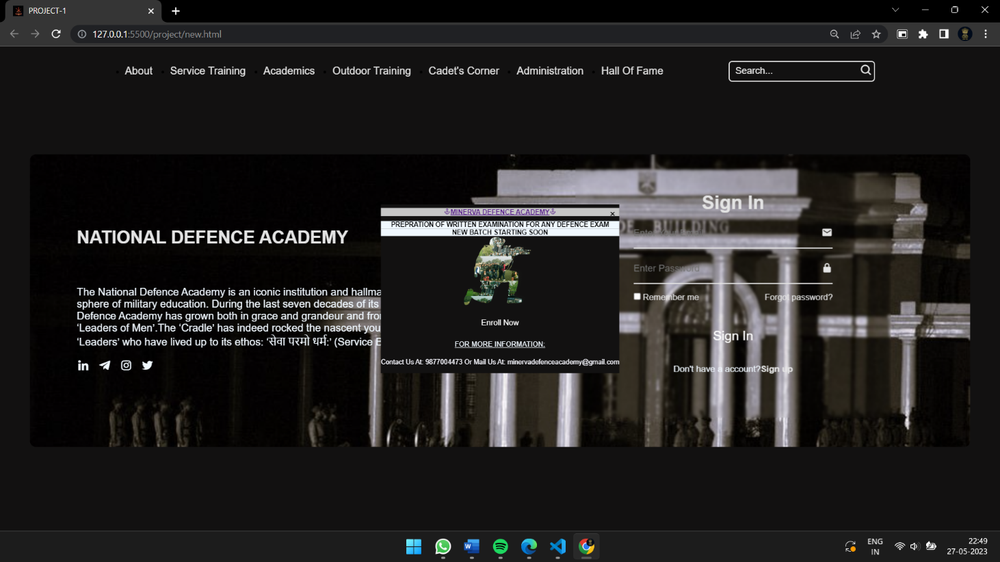 PROJECT-1
127.0.0.1:5500/project/new.html
About
Service Training
Academics
Outdoor Training
Cadet's Corner
Administration
Hall Of Fame
Search...
NATIONAL DEFENCE ACADEMY
The National Defence Academy is an iconic institution and hallma
sphere of military education. During the last seven decades of its
Defence Academy has grown both in grace and grandeur and fro
‘Leaders of Men’.The ‘Cradle’ has indeed rocked the nascent you
‘Leaders’ who have lived up to its ethos: ‘सेवा परमो धर्म:’ (Service
⚓MINERVA DEFENCE ACADEMY⚓
×
PREPRATION OF WRITTEN EXAMINATION FOR ANY DEFENCE EXAM
NEW BATCH STARTING SOON
Enroll Now
FOR MORE INFORMATION:
Contact Us At: 9877004473 Or Mail Us At: minervadefenceacademy@gmail.com
Sign In
BUILDING
Enter Password
Remember me
Forgot password?
Sign In
Don't have a account?Sign up
ENG
IN
22:49
27-05-2023